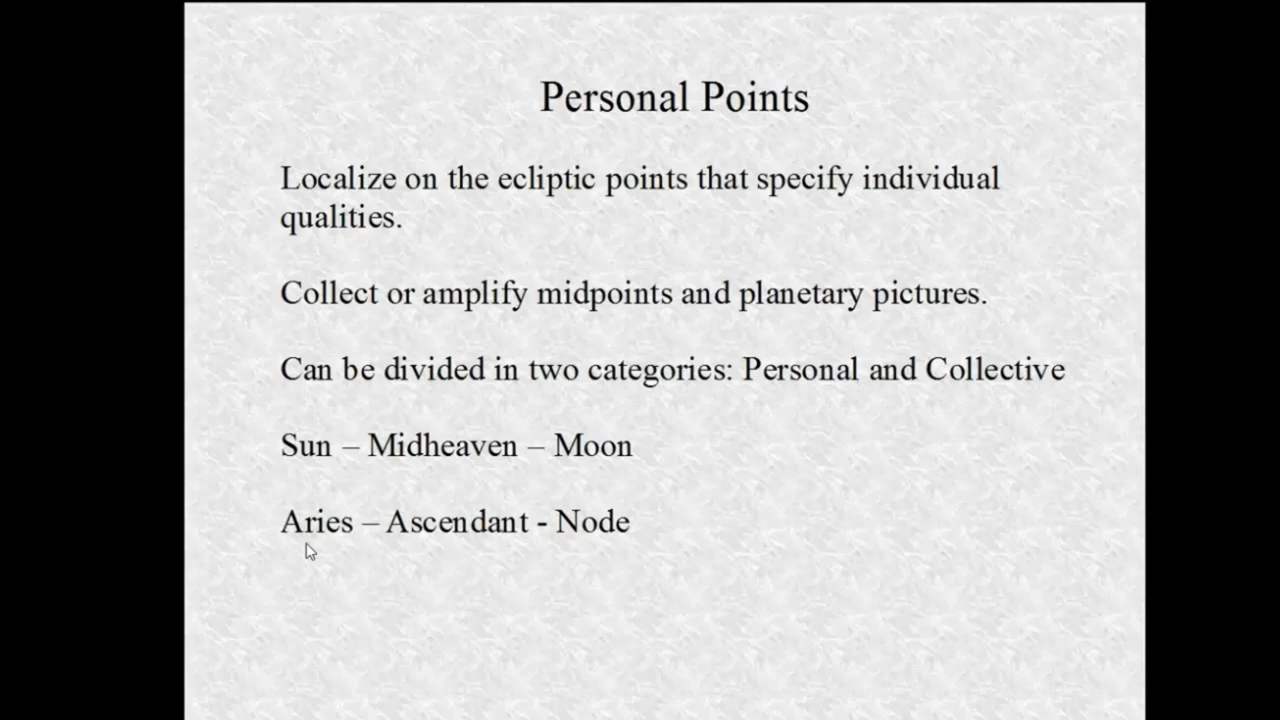 Personal Points
Localize on the ecliptic points that specify individual
qualities.
Collect or amplify midpoints and planetary pictures.
Can be divided in two categories: Personal and Collective
Sun – Midheaven – Moon
Aries – Ascendant - Node